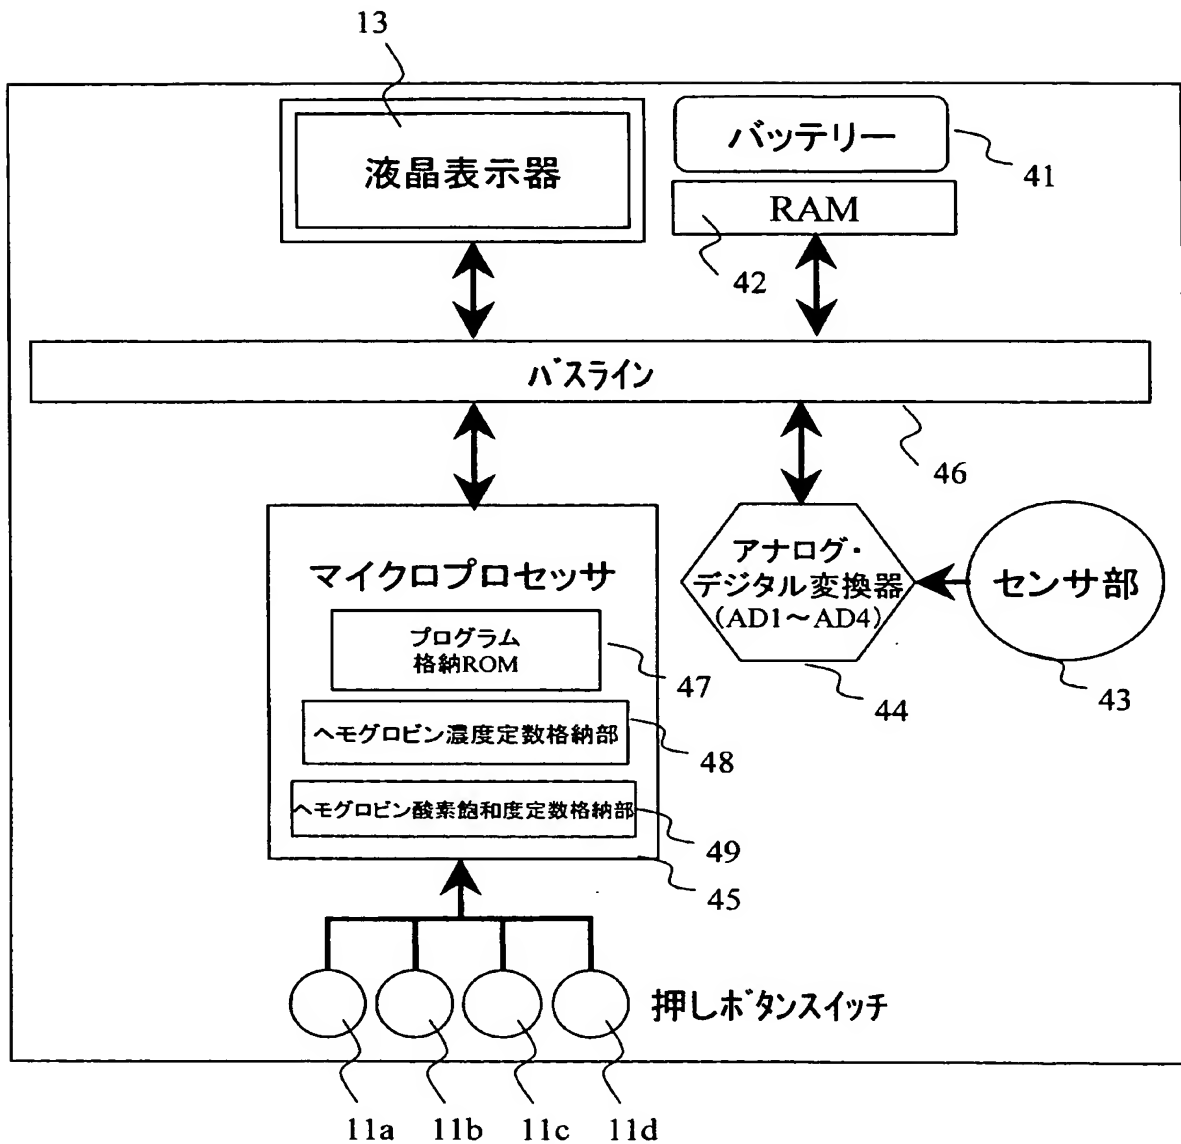 13
液晶表示器
バッテリー
41
RAM
42
バスライン
46
マイクロプロセッサ
アナログ・
デジタル変換器
(AD1〜AD4)
センサ部
プログラム
格納ROM
47
44
43
ヘモグロビン濃度定数格納部
48
ヘモグロビン酸素飽和度定数格納部
49
45
押しボタンスイッチ
11a
11b
11c
11d